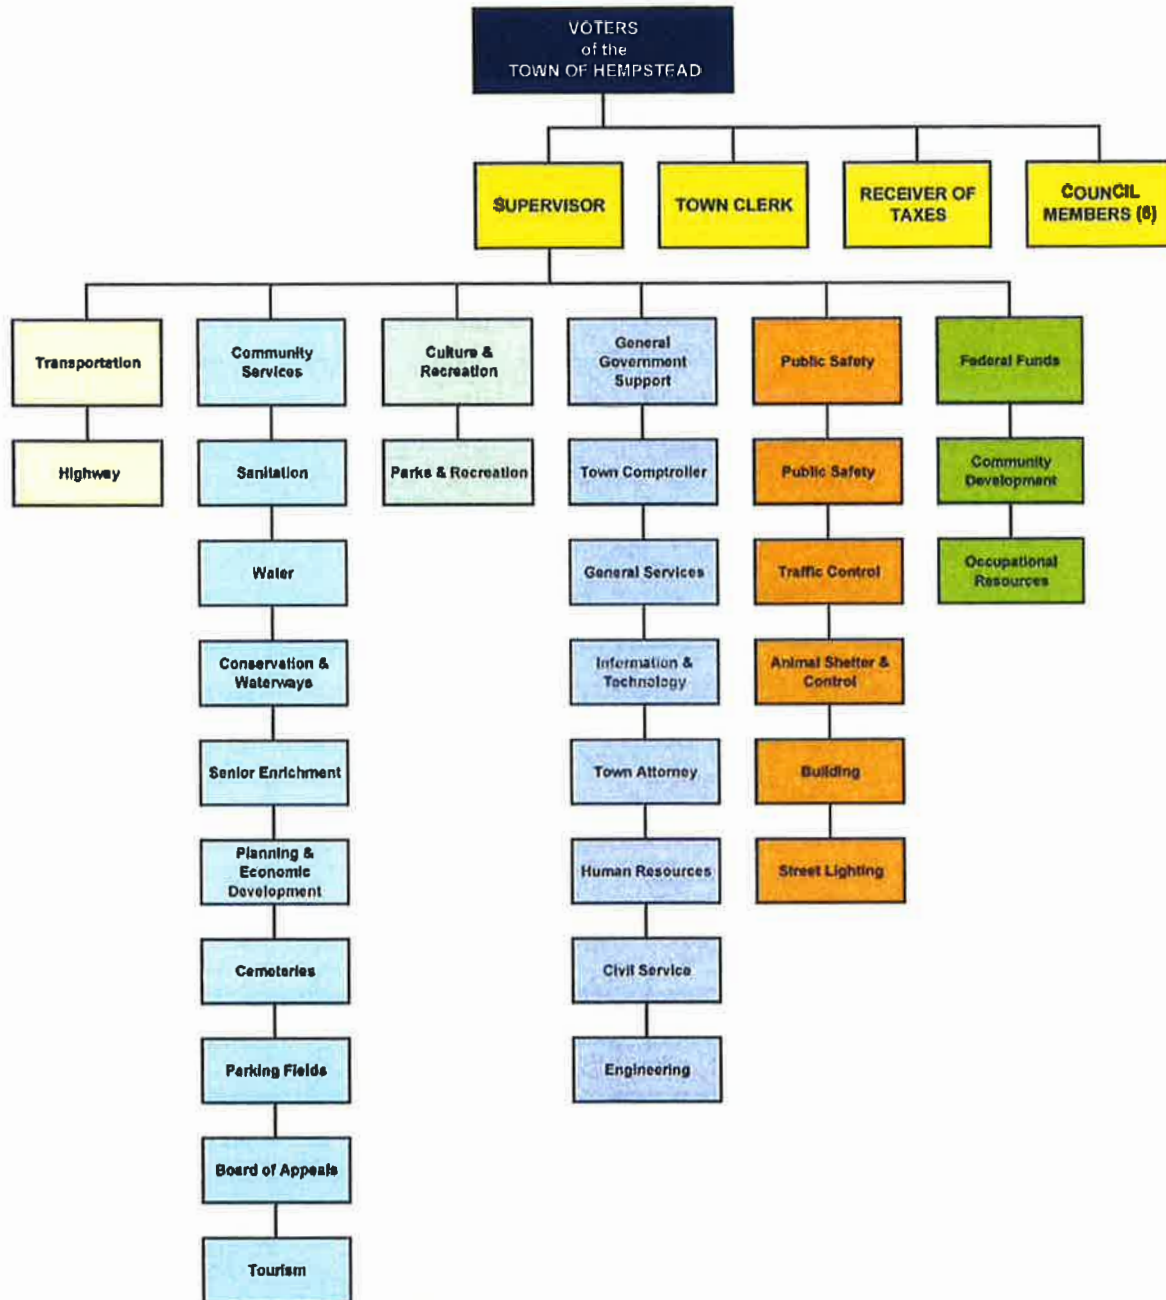 VOTERS
of the
TOWN OF HEMPSTEAD
SUPERVISOR
TOWN CLERK
RECEIVER OF
TAXES
COUNCIL
MEMBERS (6)
Transportation
Community
Services
Culture &
Recreation
General
Government
Support
Public Safety
Federal Funds
Highway
Sanitation
Parks & Recreation
Town Comptroller
Public Safety
Community
Development
Water
General Services
Traffic Control
Occupational
Resources
Conservation &
Waterways
Information &
Technology
Animal Shelter &
Control
Senior Enrichment
Town Attorney
Building
Planning &
Economic
Development
Human Resources
Street Lighting
Cemeteries
Civil Service
Parking Fields
Engineering
Board of Appeals
Tourism